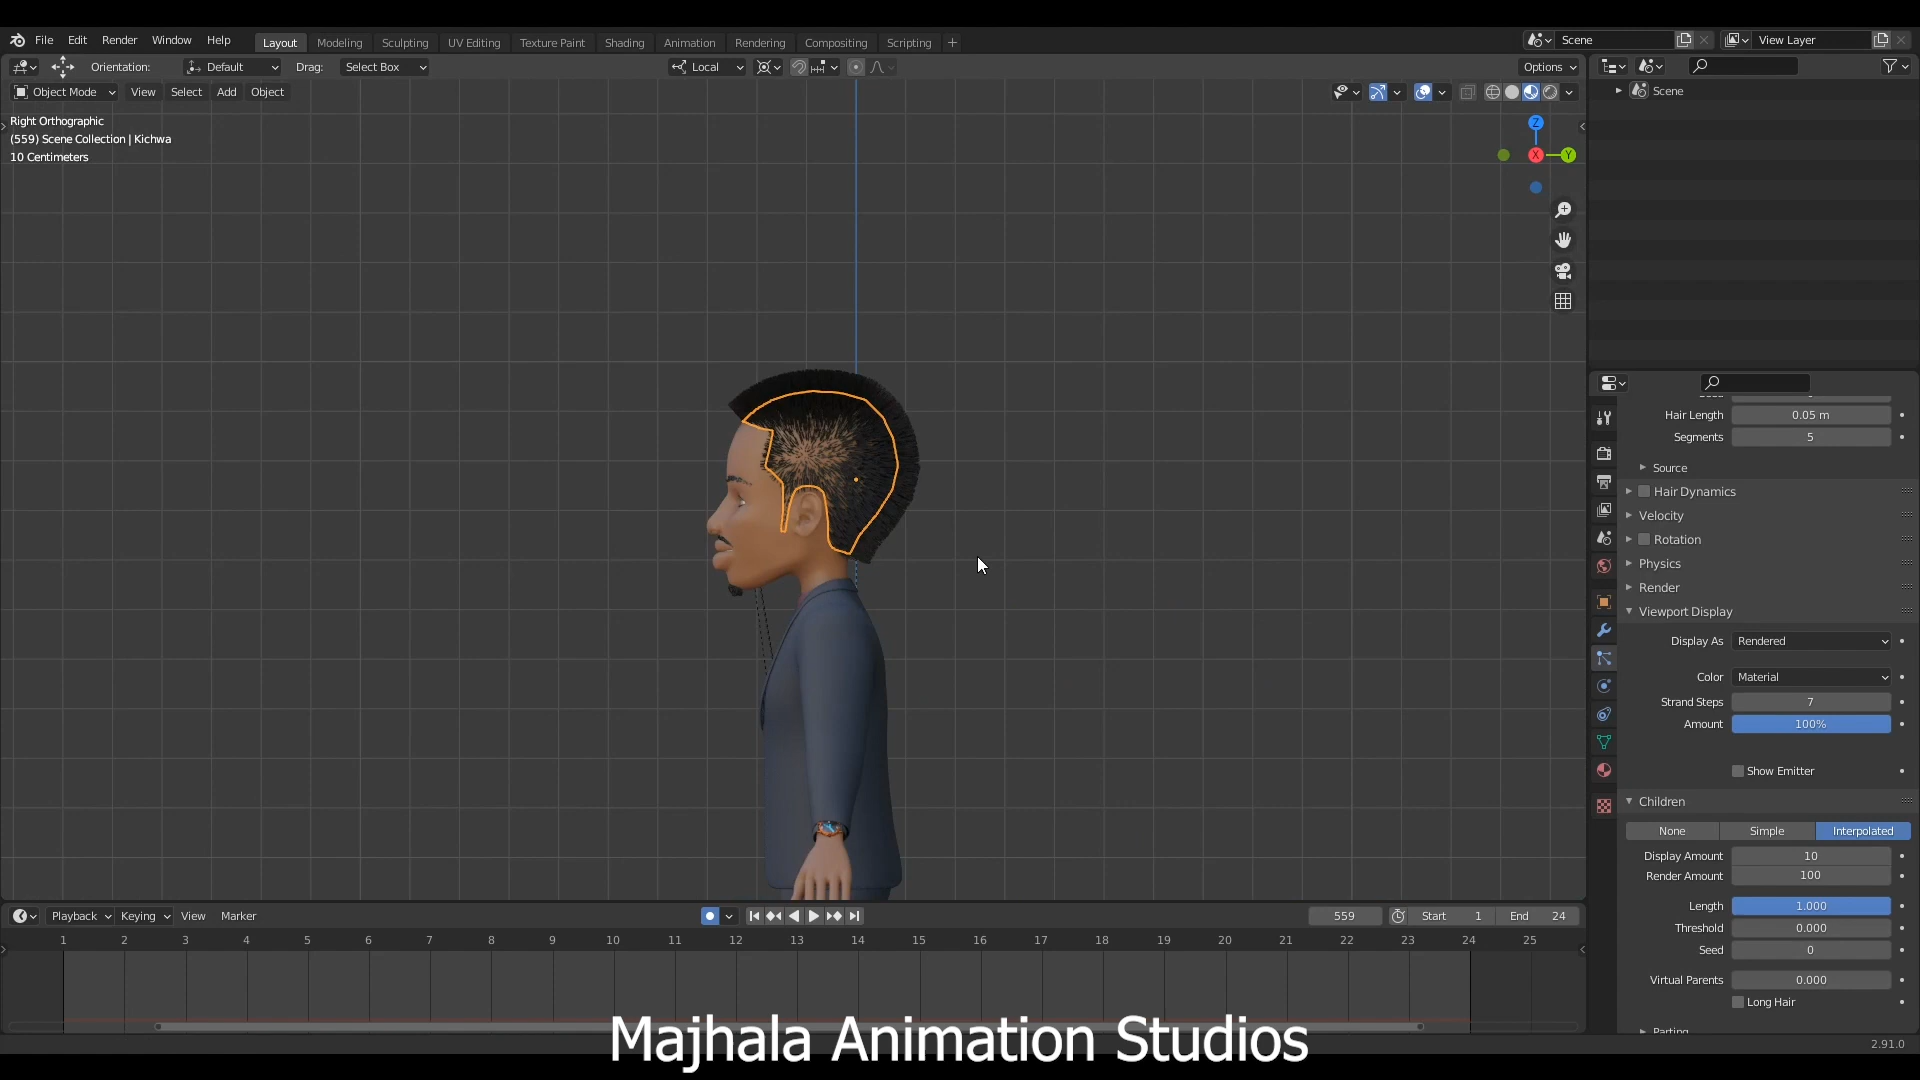 File Edit Render Window Help
Layout Modeling Sculpting UV Editing Texture Paint Shading Animation Rendering Compositing Scripting
Scene
View Layer
Orientation: Default Drag: Select Box
Local
Options
Object Mode View Select Add Object
Right Orthographic
(559) Scene Collection | Kichwa
10 Centimeters
Z
X
Y
Scene
Hair Length 0.05 m
Segments 5
Source
Hair Dynamics
Velocity
Rotation
Physics
Render
Viewport Display
Display As Rendered
Color Material
Strand Steps 7
Amount 100%
Show Emitter
Children
None Simple Interpolated
Display Amount 10
Render Amount 100
Length 1.000
Threshold 0.000
Seed 0
Virtual Parents 0.000
Long Hair
Parting
Playback Keying View Marker
559 Start 1 End 24
1 2 3 4 5 6 7 8 9 10 11 12 13 14 15 16 17 18 19 20 21 22 23 24 25
Majhala Animation Studios
2.91.0